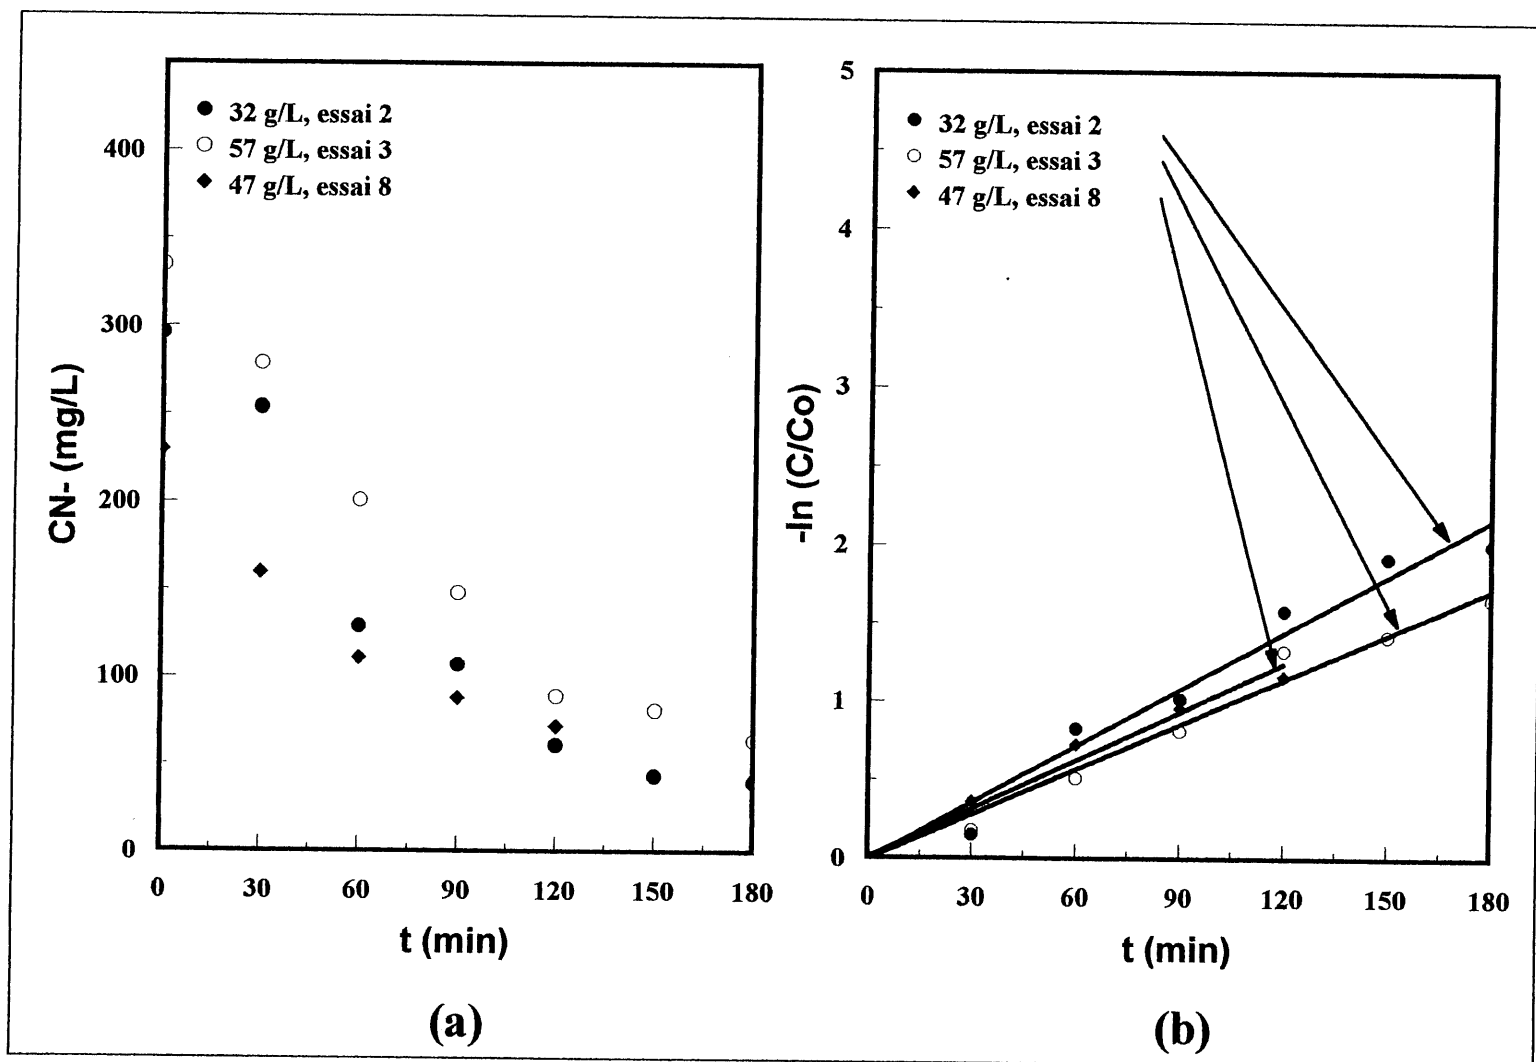 32 g/L, essai 2
57 g/L, essai 3
47 g/L, essai 8
400
300
200
100
0
CN- (mg/L)
0 30 60 90 120 150 180
t (min)
(a)
32 g/L, essai 2
57 g/L, essai 3
47 g/L, essai 8
5
4
3
2
1
0
-ln (C/Co)
0 30 60 90 120 150 180
t (min)
(b)